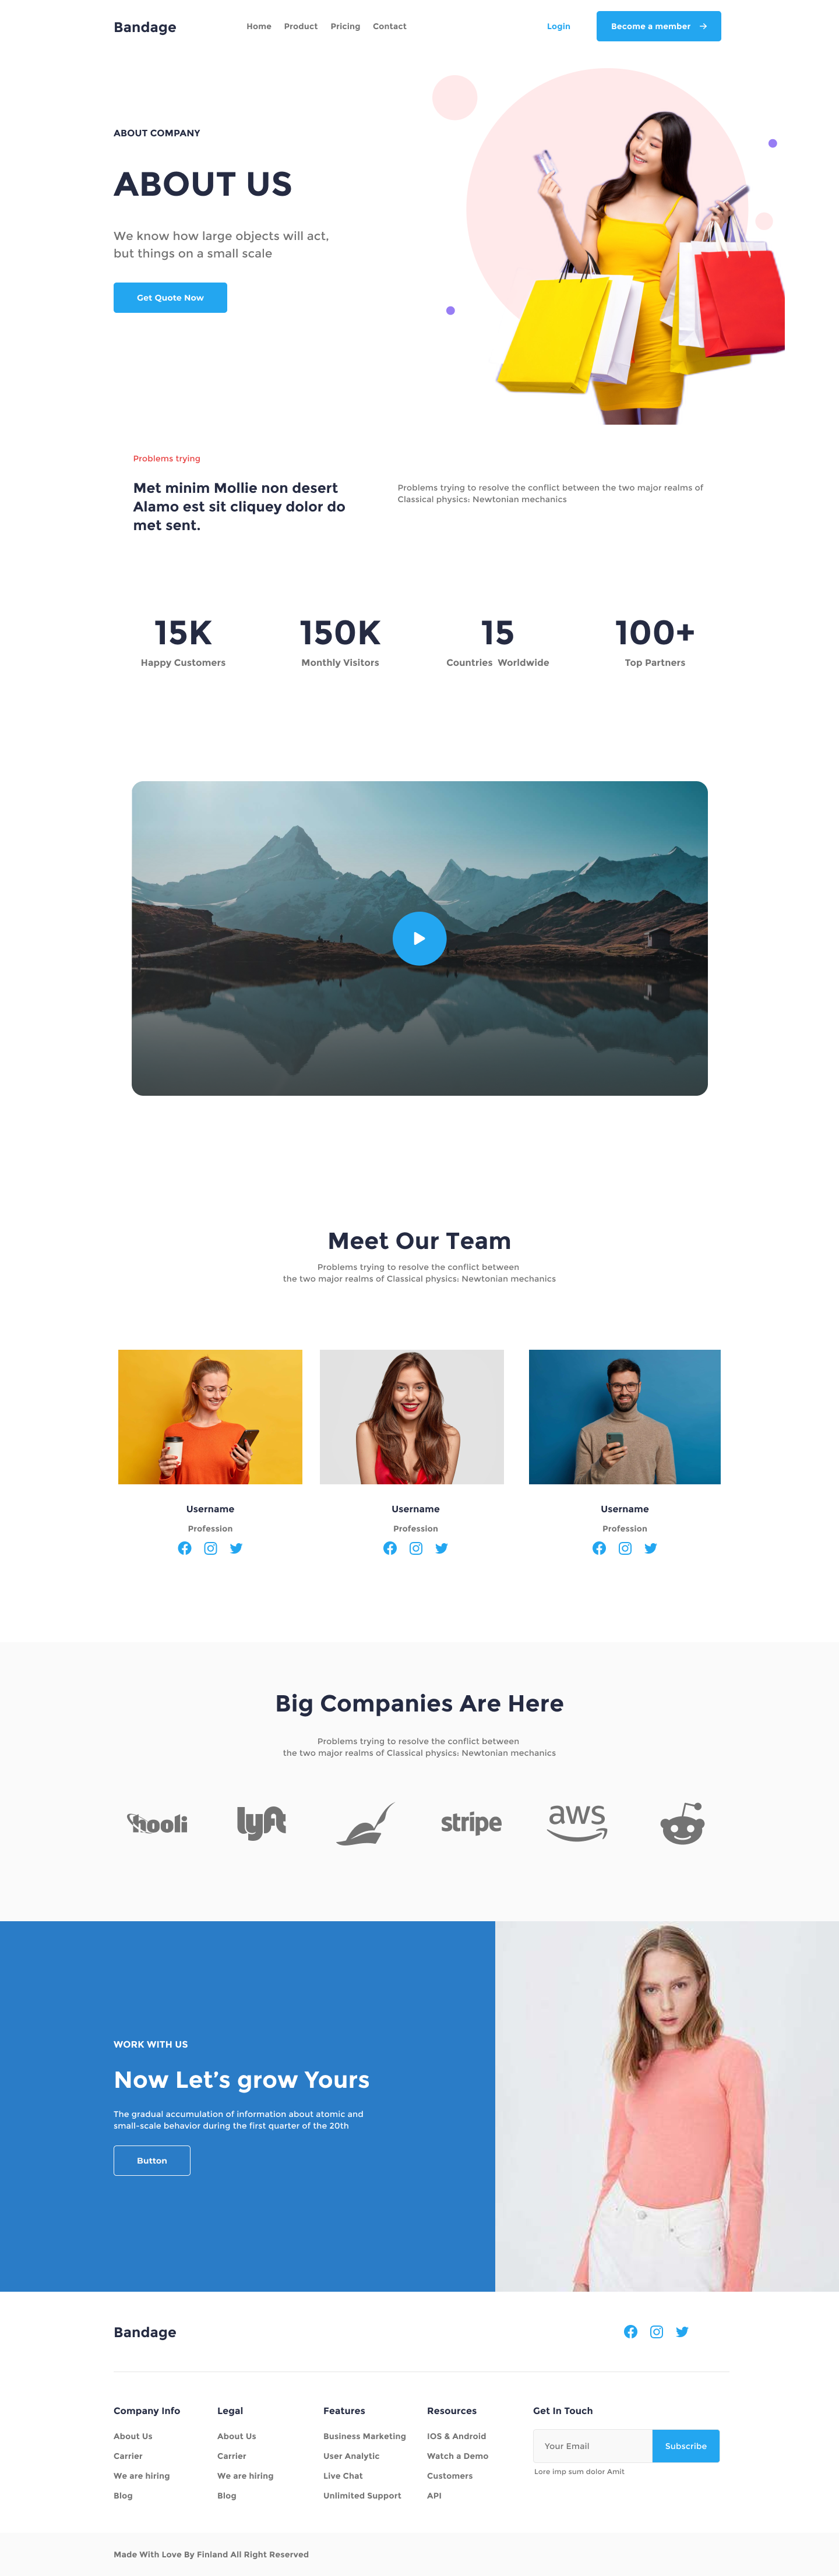 Bandage
Home Product Pricing Contact
Login
Become a member
ABOUT COMPANY
ABOUT US
We know how large objects will act,
but things on a small scale
Get Quote Now
Problems trying
Met minim Mollie non desert
Alamo est sit cliquey dolor do
met sent.
Problems trying to resolve the conflict between the two major realms of
Classical physics: Newtonian mechanics
15K
Happy Customers
150K
Monthly Visitors
15
Countries Worldwide
100+
Top Partners
Meet Our Team
Problems trying to resolve the conflict between
the two major realms of Classical physics: Newtonian mechanics
Username
Profession
Username
Profession
Username
Profession
Big Companies Are Here
Problems trying to resolve the conflict between
the two major realms of Classical physics: Newtonian mechanics
hooli
lyft
stripe
aws
WORK WITH US
Now Let’s grow Yours
The gradual accumulation of information about atomic and
small-scale behavior during the first quarter of the 20th
Button
Bandage
Company Info
About Us
Carrier
We are hiring
Blog
Legal
About Us
Carrier
We are hiring
Blog
Features
Business Marketing
User Analytic
Live Chat
Unlimited Support
Resources
IOS & Android
Watch a Demo
Customers
API
Get In Touch
Your Email
Subscribe
Lore imp sum dolor Amit
Made With Love By Finland All Right Reserved